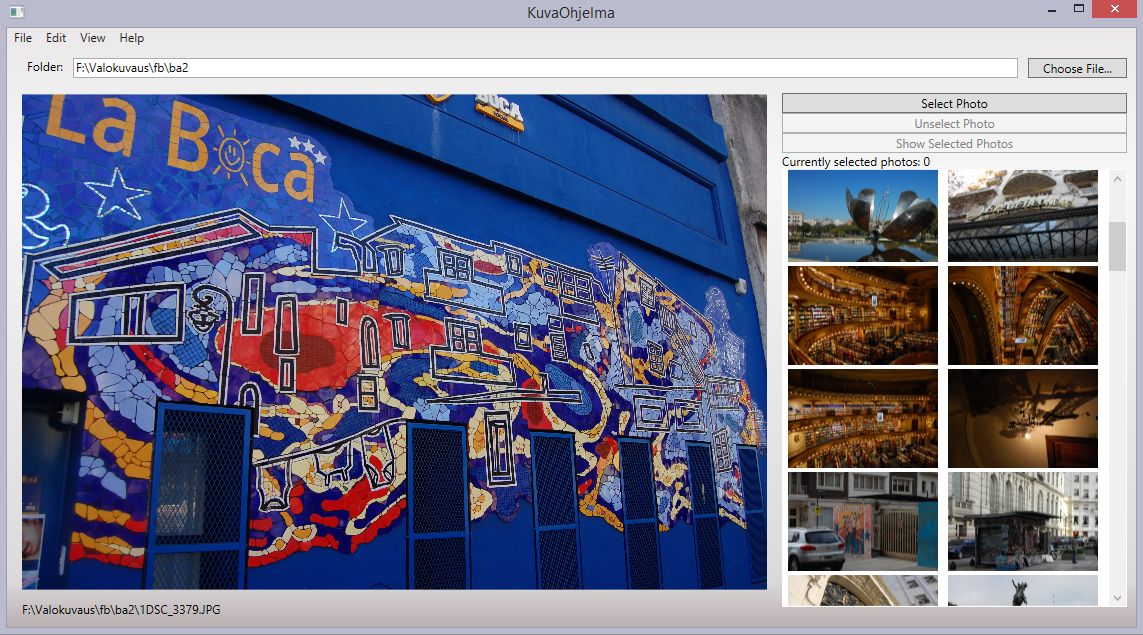 KuvaOhjelma
File Edit View Help
Folder: F:\Valokuvaus\fb\ba2 Choose File...
Select Photo
Unselect Photo
Show Selected Photos
Currently selected photos: 0
La Boca
BOCA
F:\Valokuvaus\fb\ba2\1DSC_3379.JPG